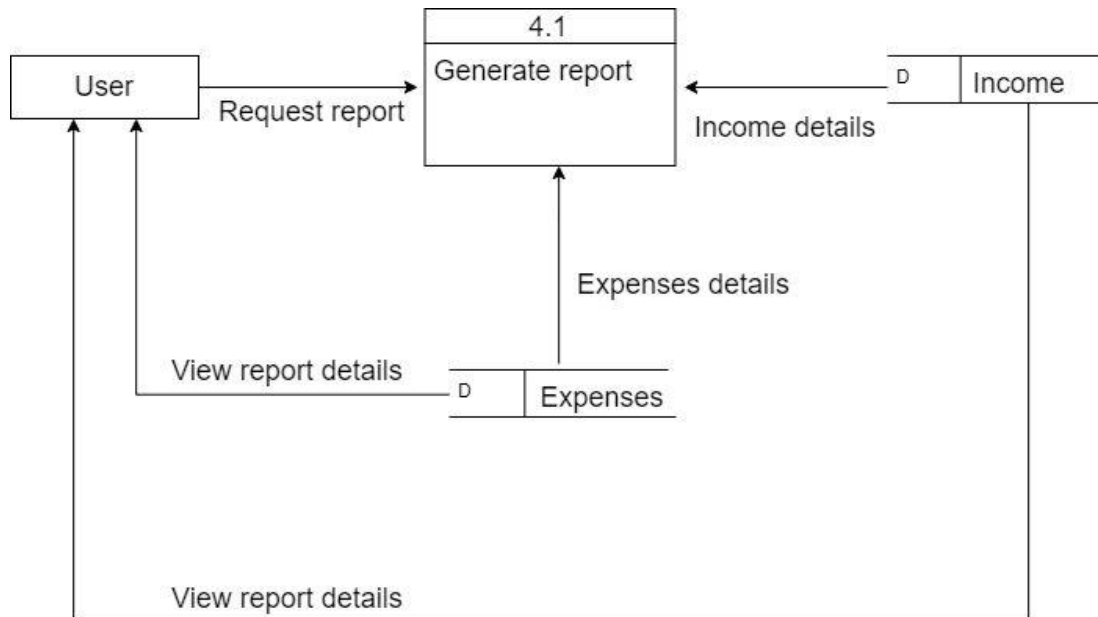 4.1
Generate report
User
Request report
D
Income
Income details
Expenses details
View report details
D
Expenses
View report details